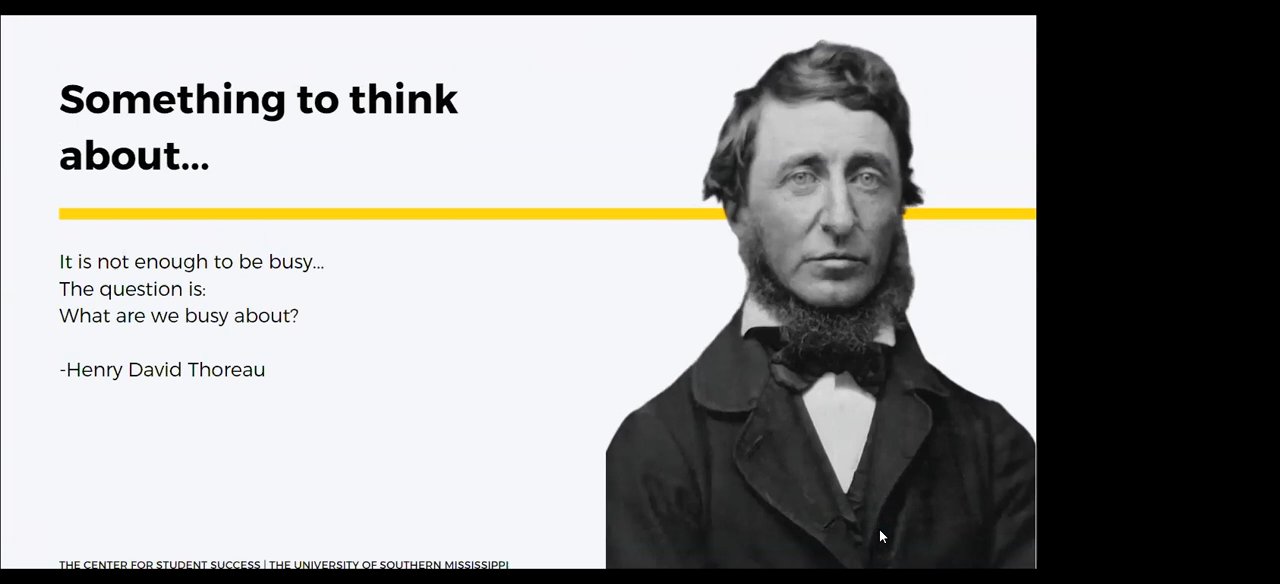 Something to think
about...
It is not enough to be busy...
The question is:
What are we busy about?
-Henry David Thoreau
THE CENTER FOR STUDENT SUCCESS | THE UNIVERSITY OF SOUTHERN MISSISSIPPI